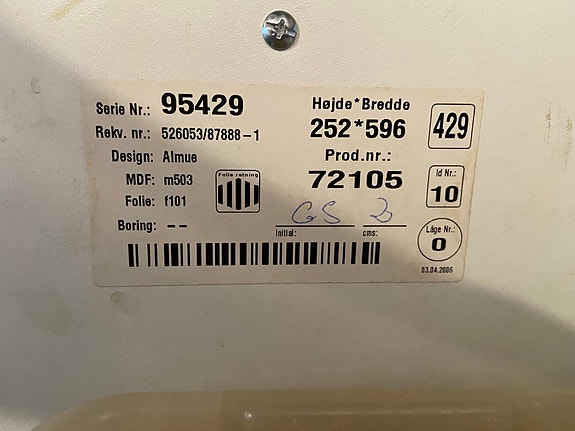 Serie Nr.: 95429
Højde*Bredde
252*596
429
Rekv. nr.: 526053/87888-1
Design: Almue
Prod.nr.:
72105
MDF: m503
Folie retning
Id Nr.:
10
Folie: f101
Boring: --
GS
Initial:
cms:
Låge Nr.:
0
03.04.2006